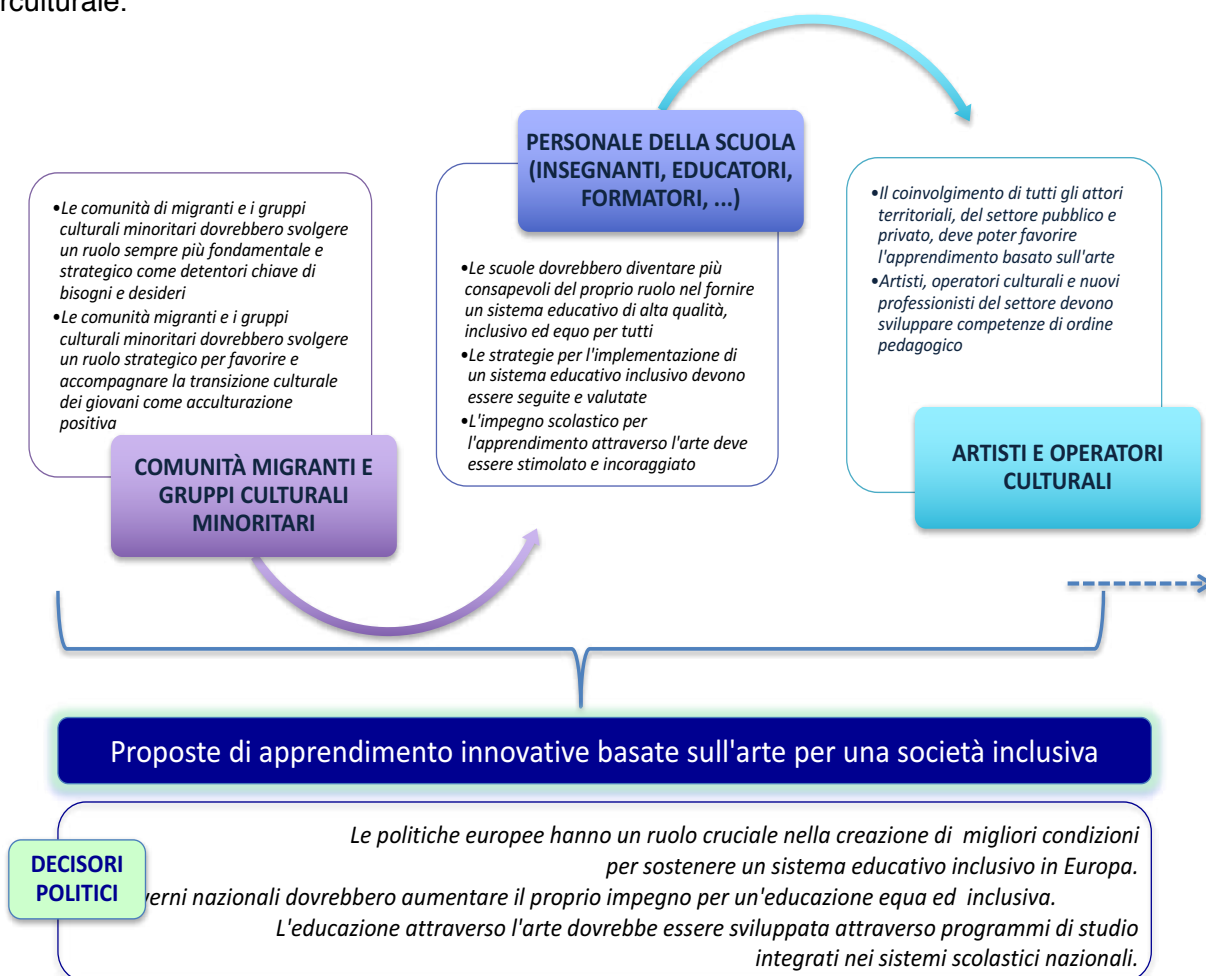 rculturale.
PERSONALE DELLA SCUOLA
(INSEGNANTI, EDUCATORI,
FORMATORI, ...)
•Le comunità di migranti e i gruppi
culturali minoritari dovrebbero svolgere
un ruolo sempre più fondamentale e
strategico come detentori chiave di
bisogni e desideri
•Le comunità migranti e i gruppi
culturali minoritari dovrebbero svolgere
un ruolo strategico per favorire e
accompagnare la transizione culturale
dei giovani come acculturazione
positiva
COMUNITÀ MIGRANTI E
GRUPPI CULTURALI
MINORITARI
•Le scuole dovrebbero diventare più
consapevoli del proprio ruolo nel fornire
un sistema educativo di alta qualità,
inclusivo ed equo per tutti
•Le strategie per l'implementazione di
un sistema educativo inclusivo devono
essere seguite e valutate
•L'impegno scolastico per
l'apprendimento attraverso l'arte deve
essere stimolato e incoraggiato
•Il coinvolgimento di tutti gli attori
territoriali, del settore pubblico e
privato, deve poter favorire
l'apprendimento basato sull'arte
•Artisti, operatori culturali e nuovi
professionisti del settore devono
sviluppare competenze di ordine
pedagogico
ARTISTI E OPERATORI
CULTURALI
Proposte di apprendimento innovative basate sull'arte per una società inclusiva
DECISORI
POLITICI
Le politiche europee hanno un ruolo cruciale nella creazione di migliori condizioni
per sostenere un sistema educativo inclusivo in Europa.
verni nazionali dovrebbero aumentare il proprio impegno per un'educazione equa ed inclusiva.
L'educazione attraverso l'arte dovrebbe essere sviluppata attraverso programmi di studio
integrati nei sistemi scolastici nazionali.